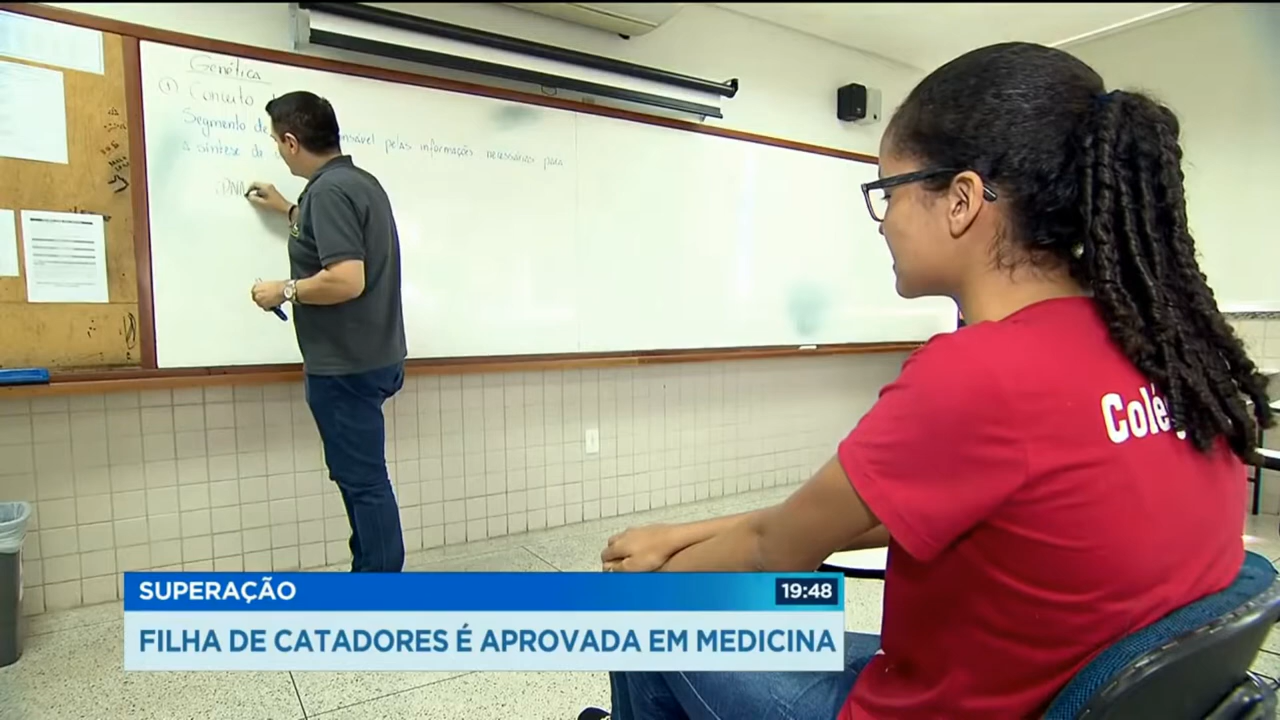 Genética
① Conceito
Segmento de nsável pelas informações necessárias para
a síntese de
DNA
Colé
SUPERAÇÃO
19:48
FILHA DE CATADORES É APROVADA EM MEDICINA